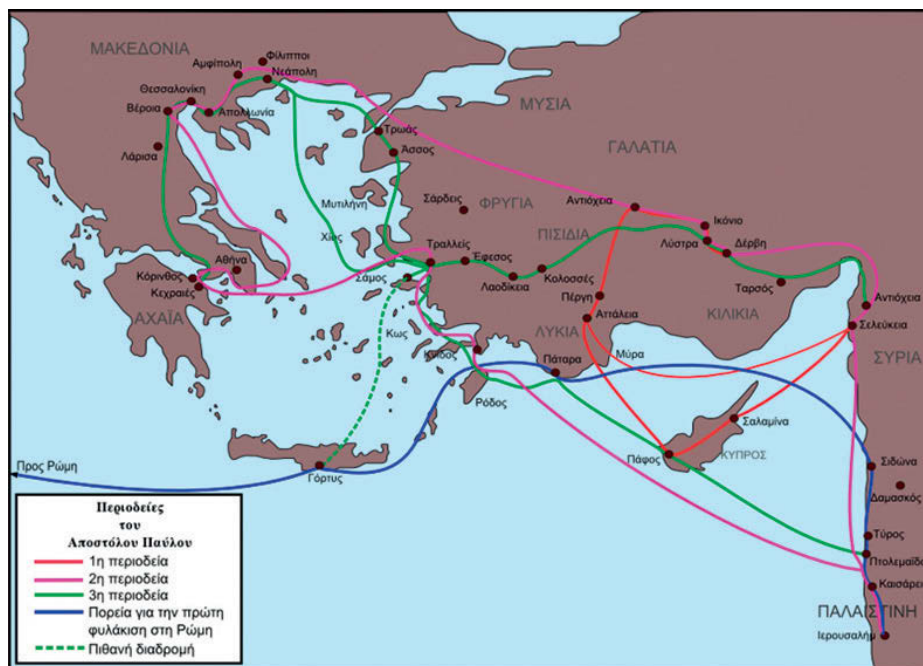 ΜΑΚΕΔΟΝΙΑ
Φίλιπποι
Αμφίπολη
Νεάπολη
Θεσσαλονίκη
Βέροια
Απολλωνία
ΜΥΣΙΑ
Τρωάς
Άσσος
Λάρισα
ΓΑΛΑΤΙΑ
Μυτιλήνη
Σάρδεις
ΦΡΥΓΙΑ
Αντιόχεια
Ικόνιο
Χίος
ΠΙΣΙΔΙΑ
Λύστρα
Δέρβη
Τραλλείς
Έφεσος
Αθήνα
Κόρινθος
Κεχραιές
Σάμος
Λαοδίκεια
Κολοσσές
Ταρσός
Αντιόχεια
Πέργη
ΑΧΑΪΑ
Ατιάλεια
ΚΙΛΙΚΙΑ
Σελεύκεια
Κως
ΛΥΚΙΑ
Κνίδος
Πάταρα
Μύρα
ΣΥΡΙΑ
Ρόδος
Σαλαμίνα
Πάφος
ΚΥΠΡΟΣ
Σιδώνα
Προς Ρώμη
Γόρτυς
Δαμασκός
Τύρος
Πτολεμαΐδα
Καισάρει
ΠΑΛΑΙΣΤΙΝΗ
Ιερουσαλήμ
Περιοδείες
του
Αποστόλου Παύλου
1η περιοδεία
2η περιοδεία
3η περιοδεία
Πορεία για την πρώτη
φυλάκιση στη Ρώμη
Πιθανή διαδρομή